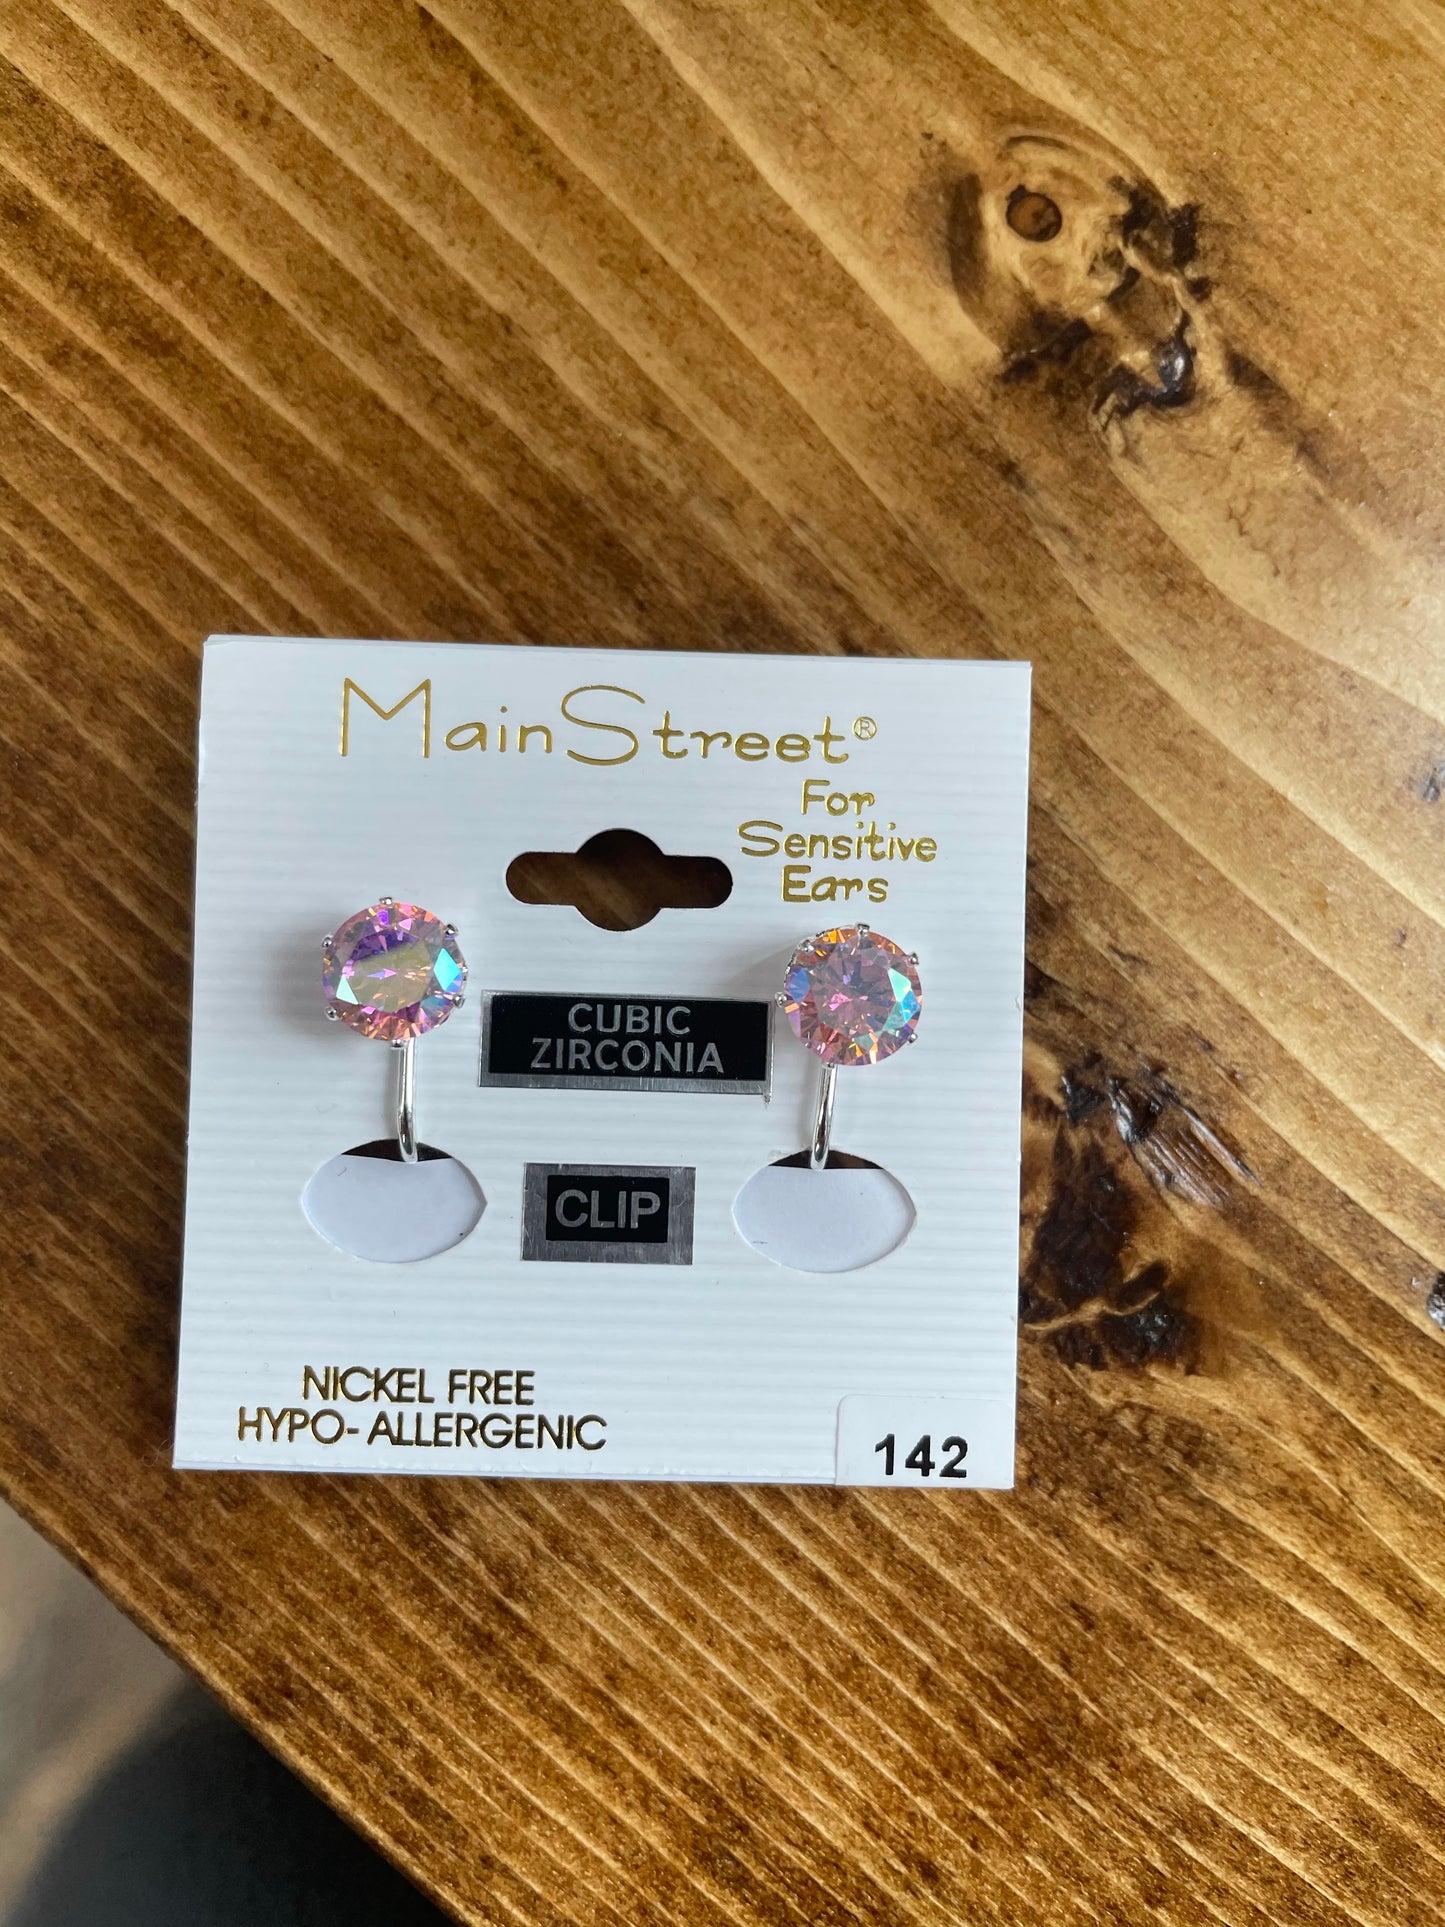 MainStreet®
For
Sensitive
Ears
CUBIC
ZIRCONIA
CLIP
NICKEL FREE
HYPO-ALLERGENIC
142